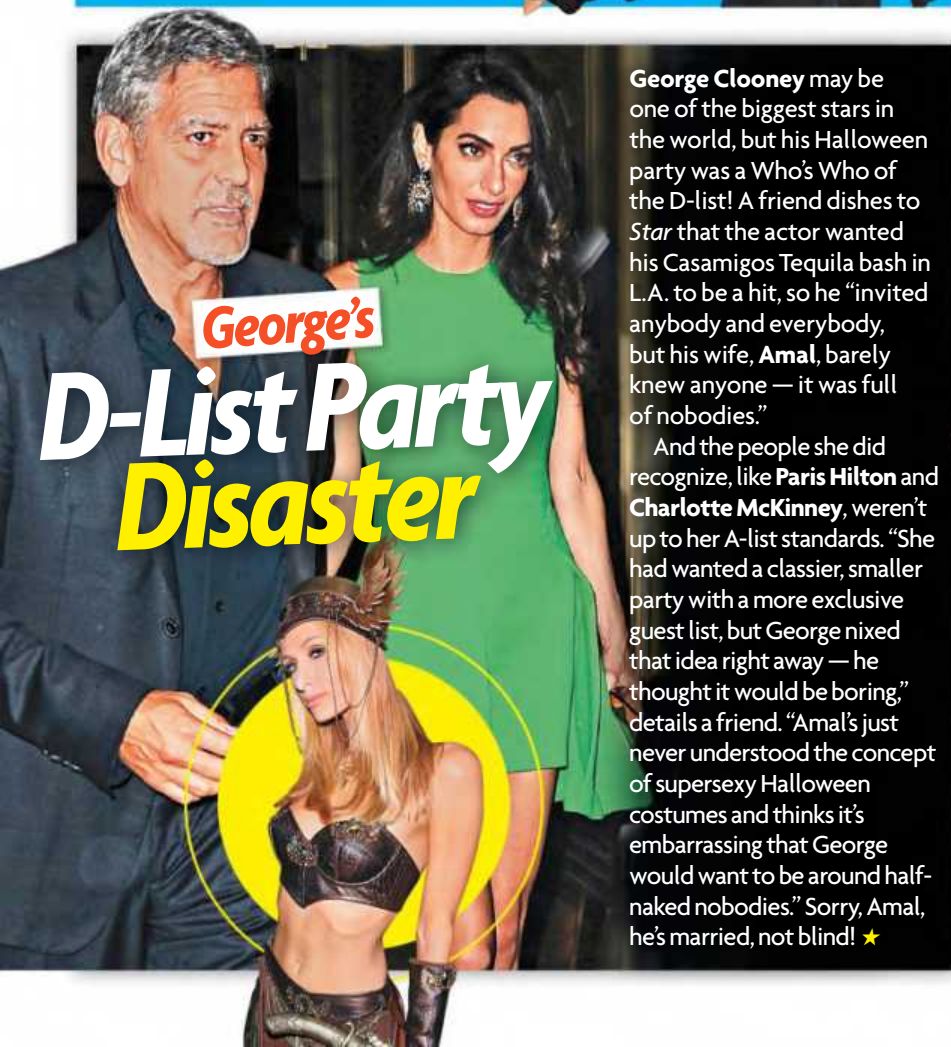 George's
D-List Party
Disaster
George Clooney may be
one of the biggest stars in
the world, but his Halloween
party was a Who's Who of
the D-list! A friend dishes to
Star that the actor wanted
his Casamigos Tequila bash in
L.A. to be a hit, so he “invited
anybody and everybody,
but his wife, Amal, barely
knew anyone — it was full
of nobodies.”
And the people she did
recognize, like Paris Hilton and
Charlotte McKinney, weren't
up to her A-list standards. “She
had wanted a classier, smaller
party with a more exclusive
guest list, but George nixed
that idea right away — he
thought it would be boring,”
details a friend. “Amal's just
never understood the concept
of supersexy Halloween
costumes and thinks it's
embarrassing that George
would want to be around half-
naked nobodies.” Sorry, Amal,
he's married, not blind! ★